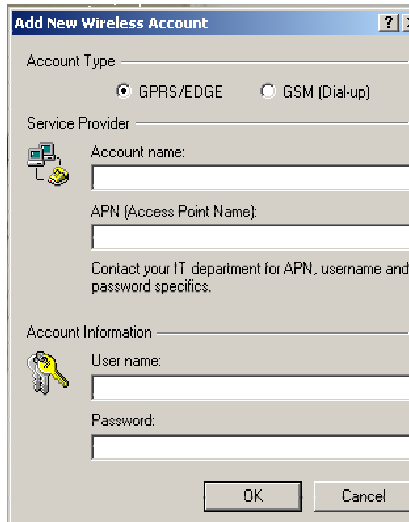 Add New Wireless Account ?
Account Type
GPRS/EDGE GSM (Dial-up)
Service Provider
Account name:
APN (Access Point Name):
Contact your IT department for APN, username and
password specifics.
Account Information
User name:
Password:
OK Cancel